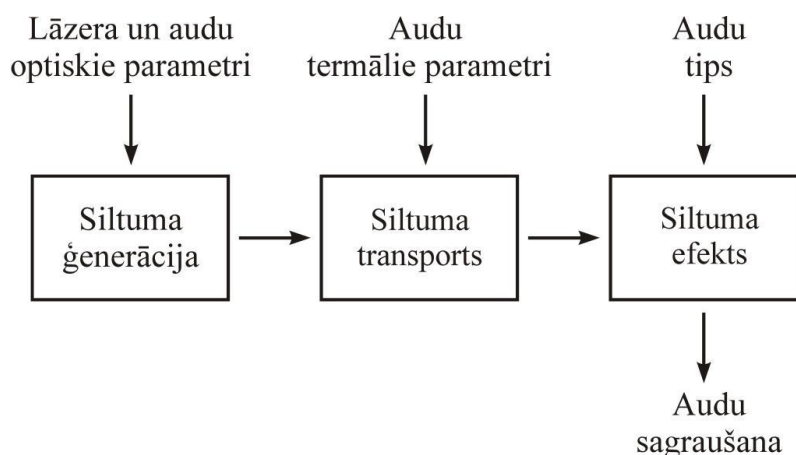 Lāzera un audu
optiskie parametri
Audu
termālie parametri
Audu
tips
Siltuma
ģenerācija
Siltuma
transports
Siltuma
efekts
Audu
sagraušana